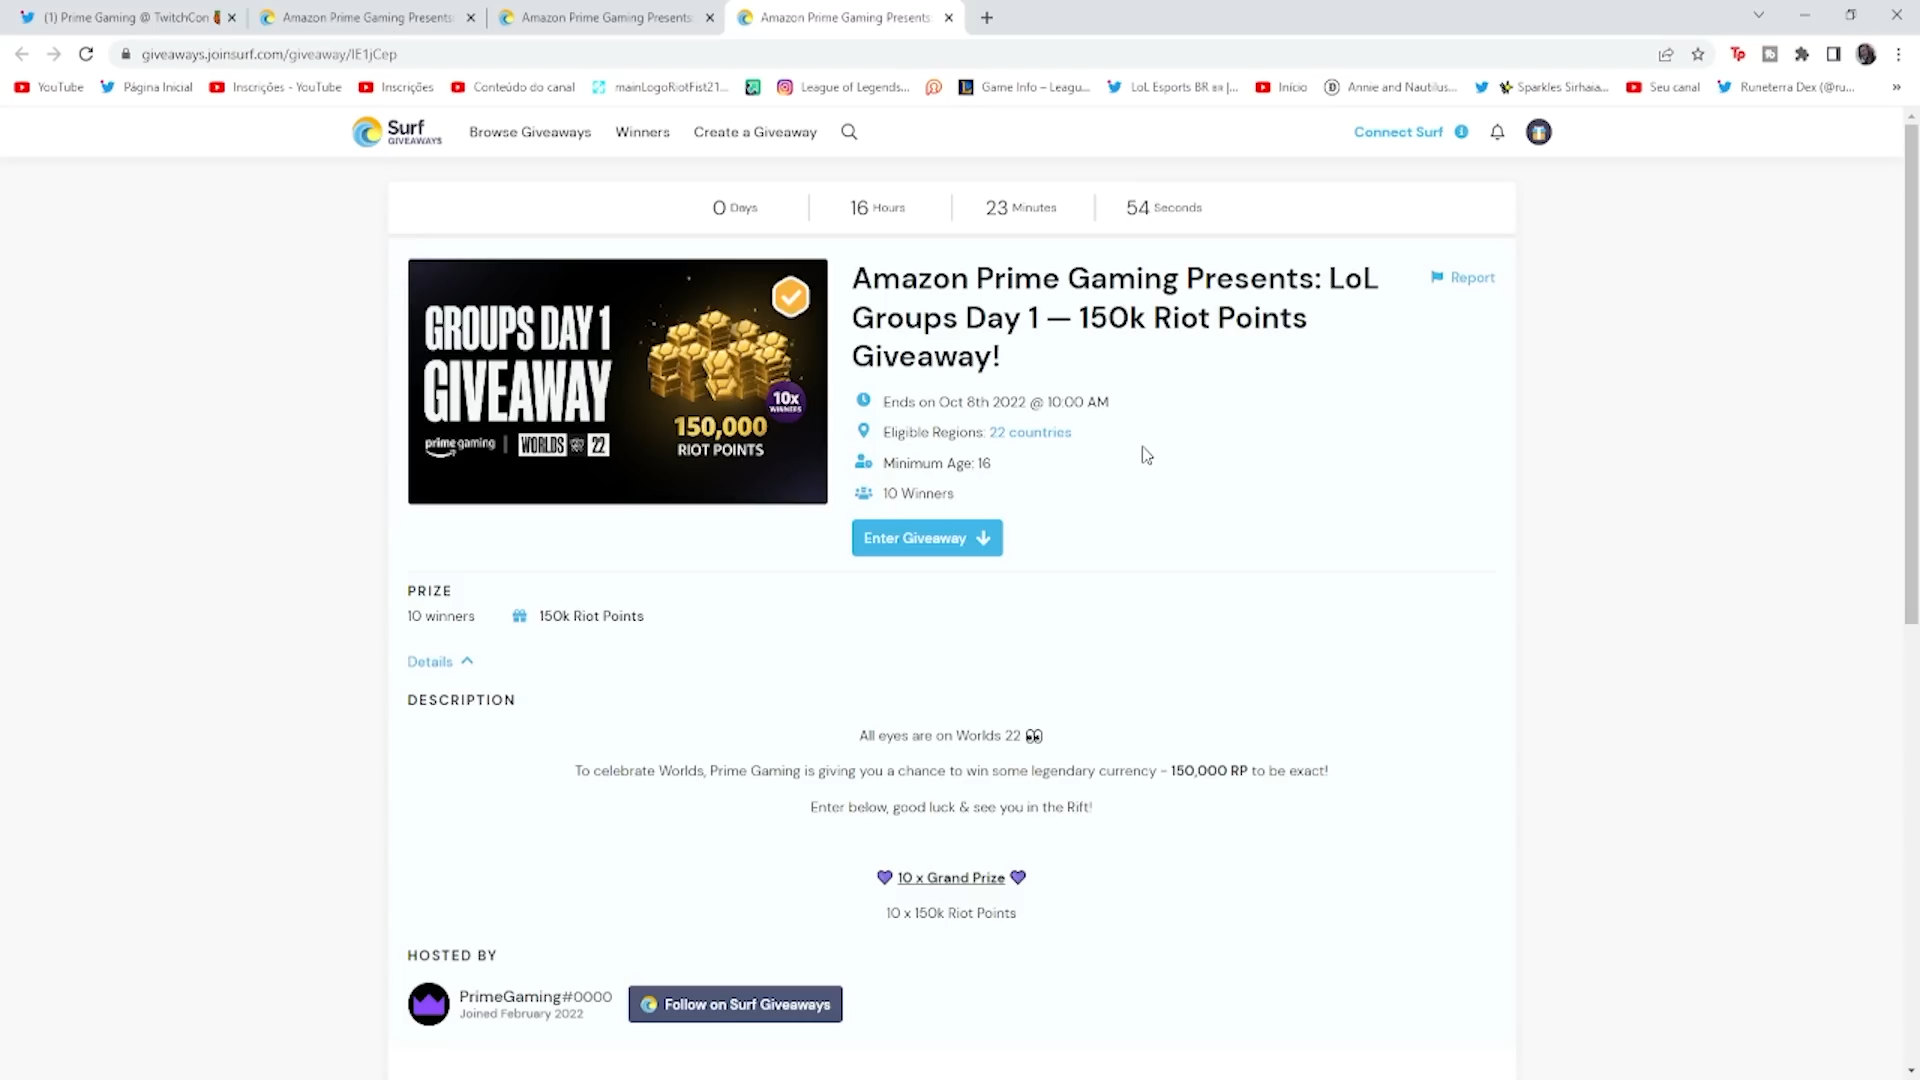 (1) Prime Gaming @ TwitchCon
Amazon Prime Gaming Presents:
Amazon Prime Gaming Presents
Amazon Prime Gaming Presents
giveaways.joinsurf.com/giveaway/IE1jCep
YouTube
Página Inicial
Inscrições - YouTube
Inscrições
Conteúdo do canal
mainLogoRiotFist21...
League of Legends...
Game Info – Leagu...
LoL Esports BR 🇧🇷 |...
Início
Annie and Nautilus...
Sparkles Sirhaia...
Seu canal
Runeterra Dex (@ru...
»
Surf
GIVEAWAYS
Browse Giveaways
Winners
Create a Giveaway
Connect Surf
0 Days
16 Hours
23 Minutes
54 Seconds
GROUPS DAY 1
GIVEAWAY
prime gaming | WORLDS 22
10x
WINNERS
150,000
RIOT POINTS
Amazon Prime Gaming Presents: LoL
Groups Day 1 — 150k Riot Points
Giveaway!
Report
Ends on Oct 8th 2022 @ 10:00 AM
Eligible Regions: 22 countries
Minimum Age: 16
10 Winners
Enter Giveaway
PRIZE
10 winners
150k Riot Points
Details
DESCRIPTION
All eyes are on Worlds 22 👀
To celebrate Worlds, Prime Gaming is giving you a chance to win some legendary currency - 150,000 RP to be exact!
Enter below, good luck & see you in the Rift!
💜 10 x Grand Prize 💜
10 x 150k Riot Points
HOSTED BY
PrimeGaming#0000
Joined February 2022
Follow on Surf Giveaways